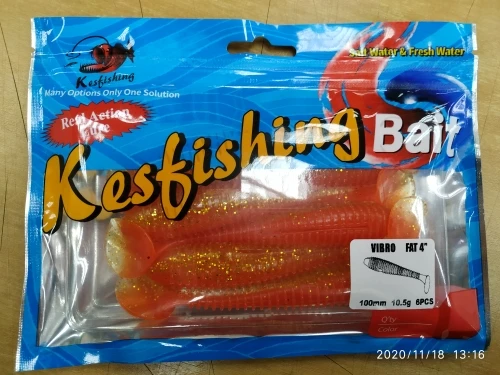 Kesfishing
Many Options Only One Solution
Salt Water & Fresh Water
Real Action
Lure
Kesfishing
Bait
VIBRO FAT 4"
100mm 10.5g 6PCS
Q'ty
Color
2020/11/18 13:16